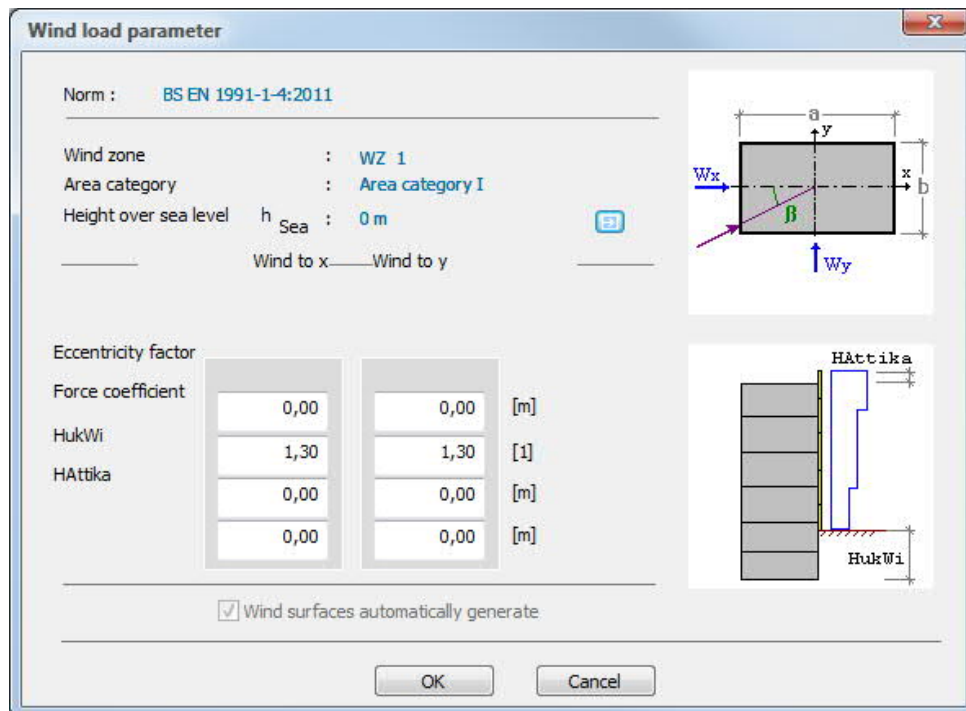 Wind load parameter
Norm : BS EN 1991-1-4:2011
Wind zone : WZ 1
Area category : Area category I
Height over sea level h Sea : 0 m
Wind to x Wind to y
Eccentricity factor
Force coefficient
HukWi
HAttika
0,00 0,00 [m]
1,30 1,30 [1]
0,00 0,00 [m]
0,00 0,00 [m]
Wind surfaces automatically generate
OK Cancel
a
y
Wx x b
β
Wy
HAttika
HukWi